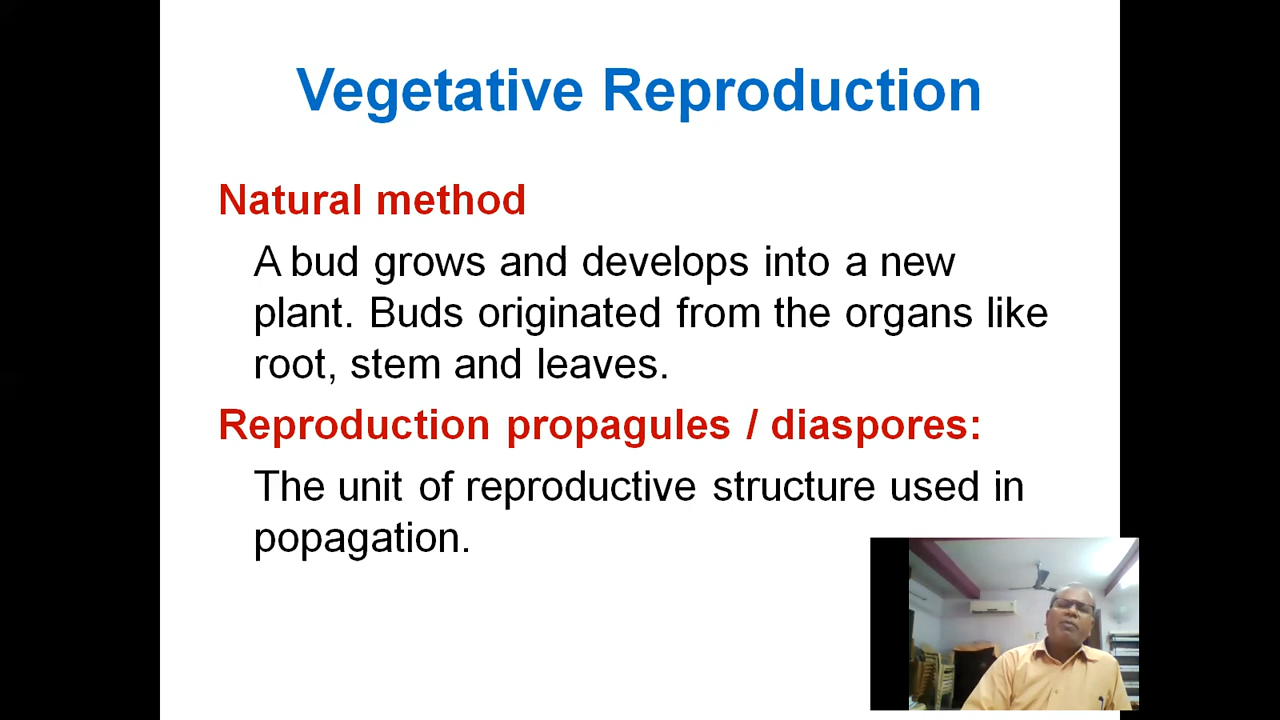 Vegetative Reproduction
Natural method
A bud grows and develops into a new
plant. Buds originated from the organs like
root, stem and leaves.
Reproduction propagules / diaspores:
The unit of reproductive structure used in
popagation.